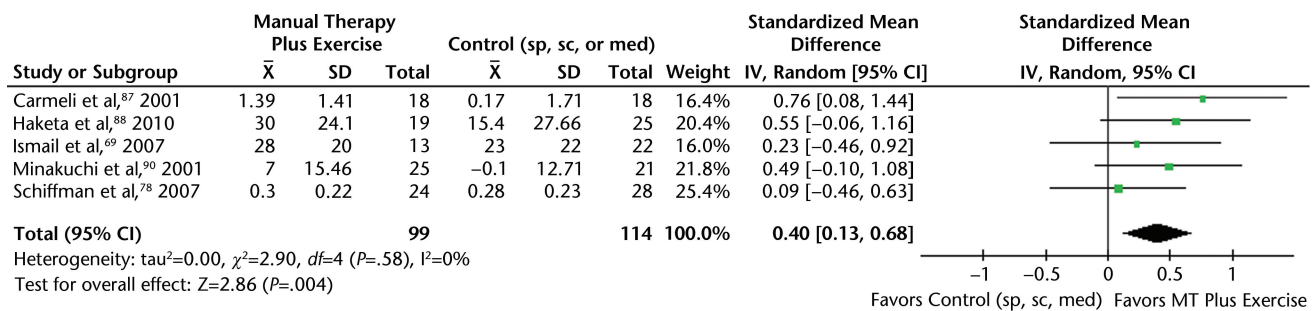 Manual Therapy Plus Exercise Control (sp, sc, or med) Standardized Mean Difference Standardized Mean Difference
Study or Subgroup X̄ SD Total X̄ SD Total Weight IV, Random [95% CI] IV, Random, 95% CI
Carmeli et al,⁸⁷ 2001 1.39 1.41 18 0.17 1.71 18 16.4% 0.76 [0.08, 1.44]
Haketa et al,⁸⁸ 2010 30 24.1 19 15.4 27.66 25 20.4% 0.55 [–0.06, 1.16]
Ismail et al,⁶⁹ 2007 28 20 13 23 22 22 16.0% 0.23 [–0.46, 0.92]
Minakuchi et al,⁹⁰ 2001 7 15.46 25 –0.1 12.71 21 21.8% 0.49 [–0.10, 1.08]
Schiffman et al,⁷⁸ 2007 0.3 0.22 24 0.28 0.23 28 25.4% 0.09 [–0.46, 0.63]
Total (95% CI) 99 114 100.0% 0.40 [0.13, 0.68]
Heterogeneity: tau²=0.00, χ²=2.90, df=4 (P=.58), I²=0%
Test for overall effect: Z=2.86 (P=.004)
–1 –0.5 0 0.5 1
Favors Control (sp, sc, med) Favors MT Plus Exercise